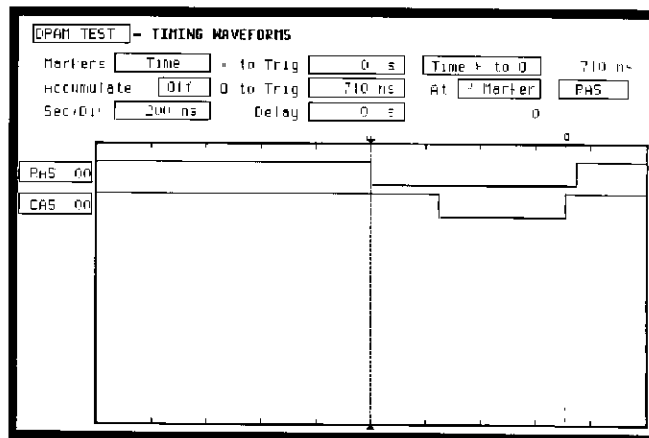 DRAM TEST - TIMING WAVEFORMS
Markers Time X to Trig 0 s Time X to O 710 ns
Accumulate Off O to Trig 710 ns At X Marker RAS
Sec/Div 200 ns Delay 0 s 0
X O
RAS 00
CAS 00